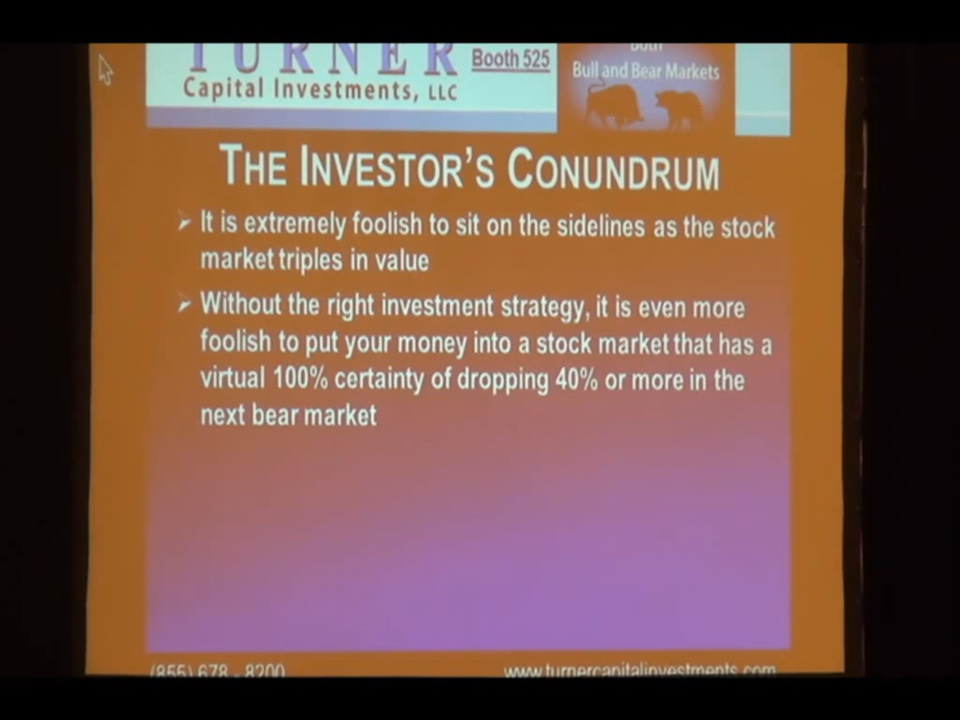 TURNER
Booth 525
Both
Bull and Bear Markets
Capital Investments, LLC
THE INVESTOR'S CONUNDRUM
It is extremely foolish to sit on the sidelines as the stock
market triples in value
Without the right investment strategy, it is even more
foolish to put your money into a stock market that has a
virtual 100% certainty of dropping 40% or more in the
next bear market
(855) 678 - 8200
www.turnercapitalinvestments.com